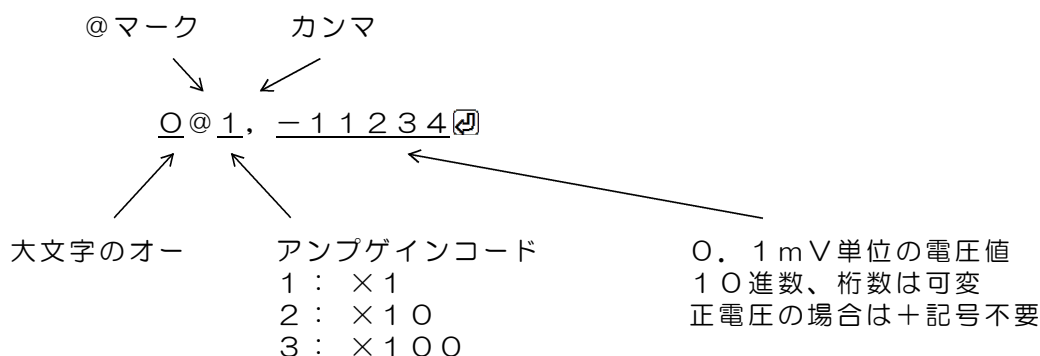 ＠マーク　カンマ
Ｏ＠１，－１１２３４
大文字のオー　アンプゲインコード　０．１ｍＶ単位の電圧値
１：　×１　１０進数、桁数は可変
２：　×１０　正電圧の場合は＋記号不要
３：　×１００